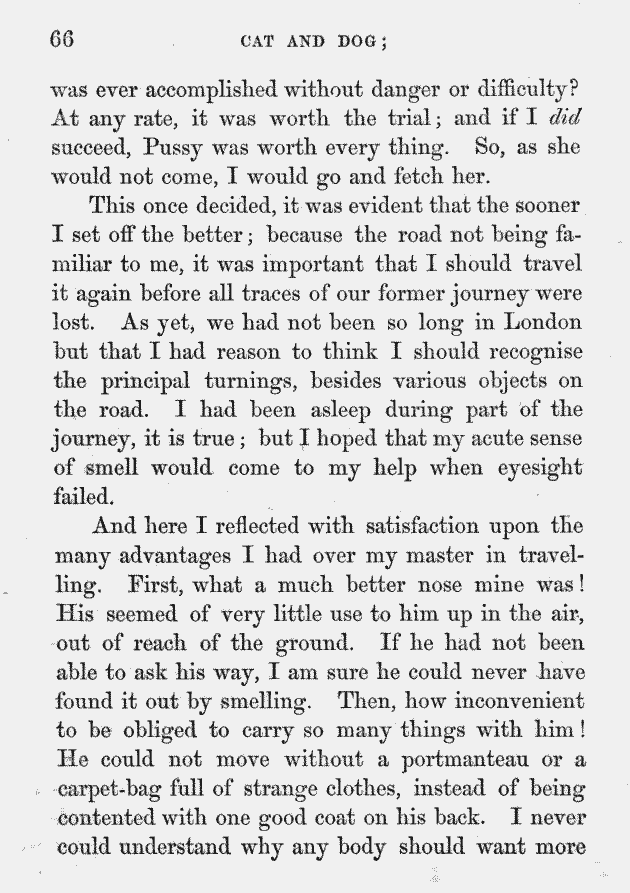 66 CAT AND DOG;
was ever accomplished without danger or difficulty?
At any rate, it was worth the trial; and if I did
succeed, Pussy was worth every thing. So, as she
would not come, I would go and fetch her.
This once decided, it was evident that the sooner
I set off the better; because the road not being fa-
miliar to me, it was important that I should travel
it again before all traces of our former journey were
lost. As yet, we had not been so long in London
but that I had reason to think I should recognise
the principal turnings, besides various objects on
the road. I had been asleep during part of the
journey, it is true; but I hoped that my acute sense
of smell would come to my help when eyesight
failed.
And here I reflected with satisfaction upon the
many advantages I had over my master in travel-
ling. First, what a much better nose mine was!
His seemed of very little use to him up in the air,
out of reach of the ground. If he had not been
able to ask his way, I am sure he could never have
found it out by smelling. Then, how inconvenient
to be obliged to carry so many things with him!
He could not move without a portmanteau or a
carpet-bag full of strange clothes, instead of being
contented with one good coat on his back. I never
could understand why any body should want more